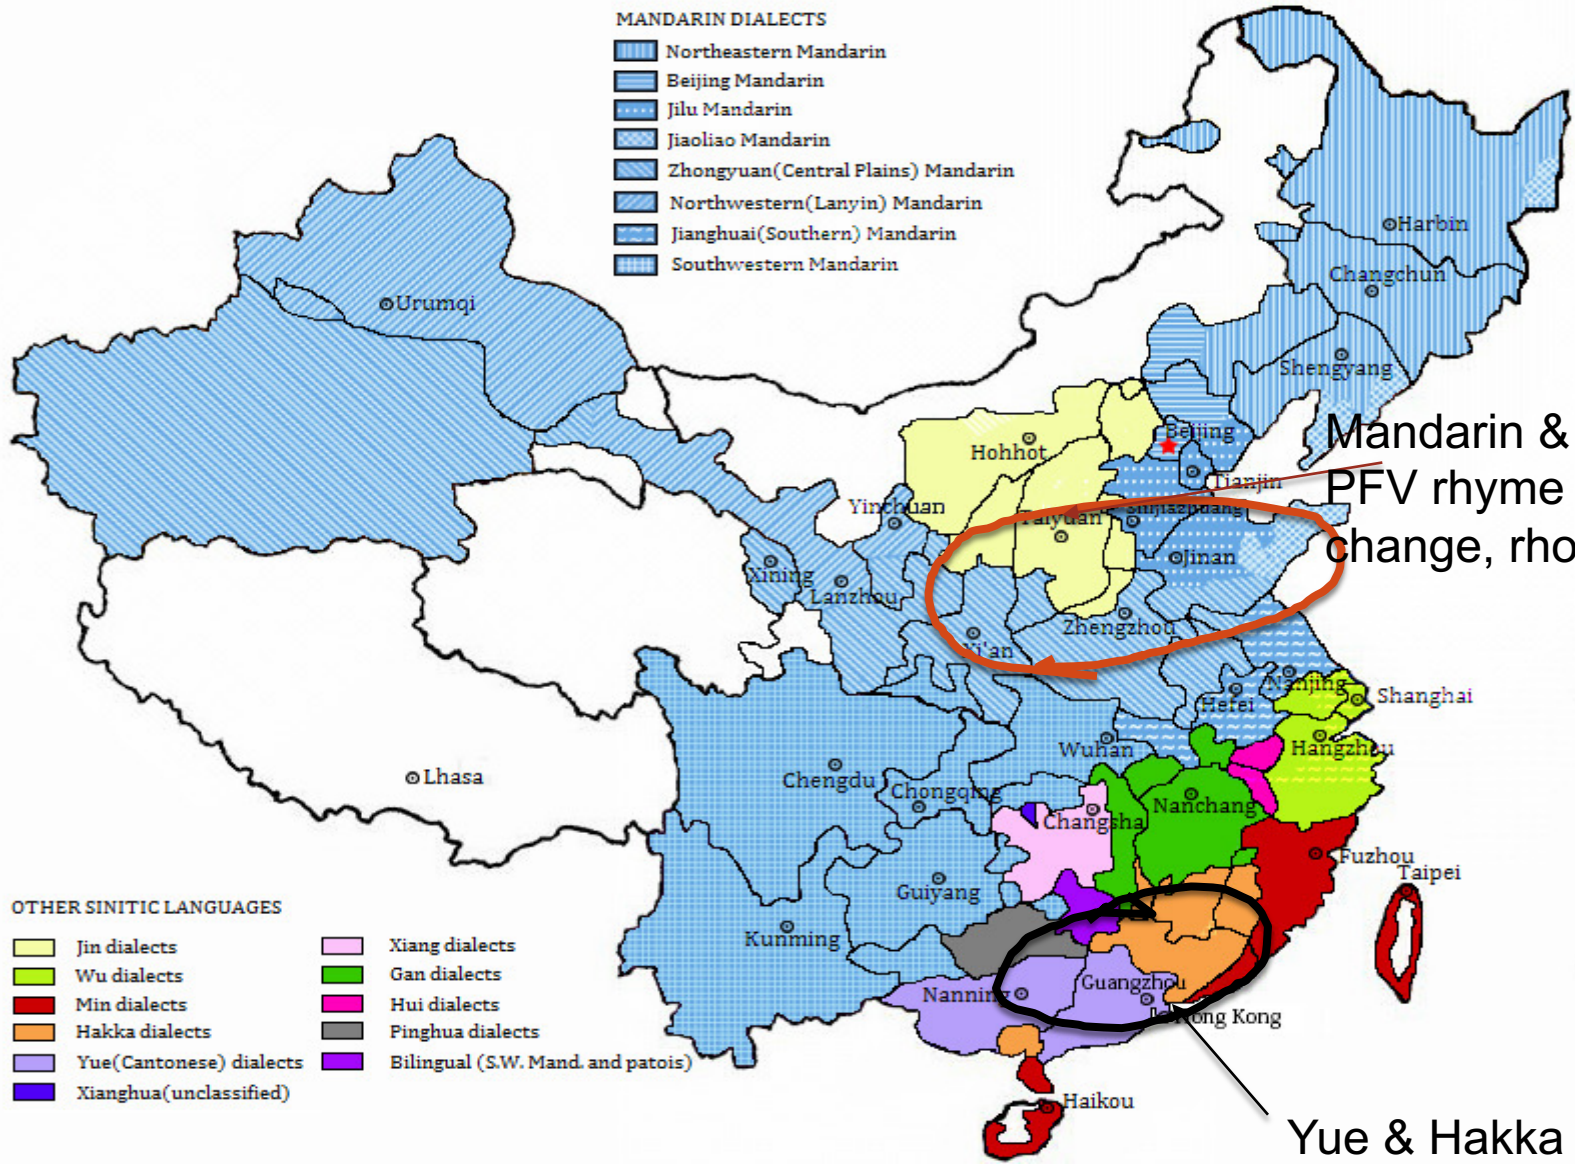 MANDARIN DIALECTS
Northeastern Mandarin
Beijing Mandarin
Jilu Mandarin
Jiaoliao Mandarin
Zhongyuan(Central Plains) Mandarin
Northwestern(Lanyin) Mandarin
Jianghuai(Southern) Mandarin
Southwestern Mandarin
Harbin
Changchun
Urumqi
Shengyang
Mandarin &
PFV rhyme
change, rho
Beijing
Hohhot
Tianjin
Yinchuan
Taiyuan
Shijiazhuang
Jinan
Xining
Lanzhou
Zhengzhou
Xi'an
Nanjing
Shanghai
Hefei
Wuhan
Hangzhou
Lhasa
Chengdu
Chongqing
Nanchang
Changsha
Fuzhou
Taipei
Guiyang
Kunming
Nanning
Guangzhou
Hong Kong
Haikou
OTHER SINITIC LANGUAGES
Jin dialects
Wu dialects
Min dialects
Hakka dialects
Yue(Cantonese) dialects
Xianghua(unclassified)
Xiang dialects
Gan dialects
Hui dialects
Pinghua dialects
Bilingual (S.W. Mand. and patois)
Yue & Hakka